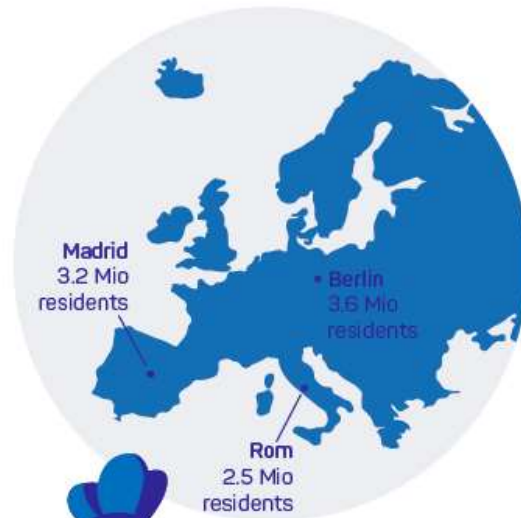 Madrid
3.2 Mio
residents
Berlin
3.6 Mio
residents
Rom
2.5 Mio
residents